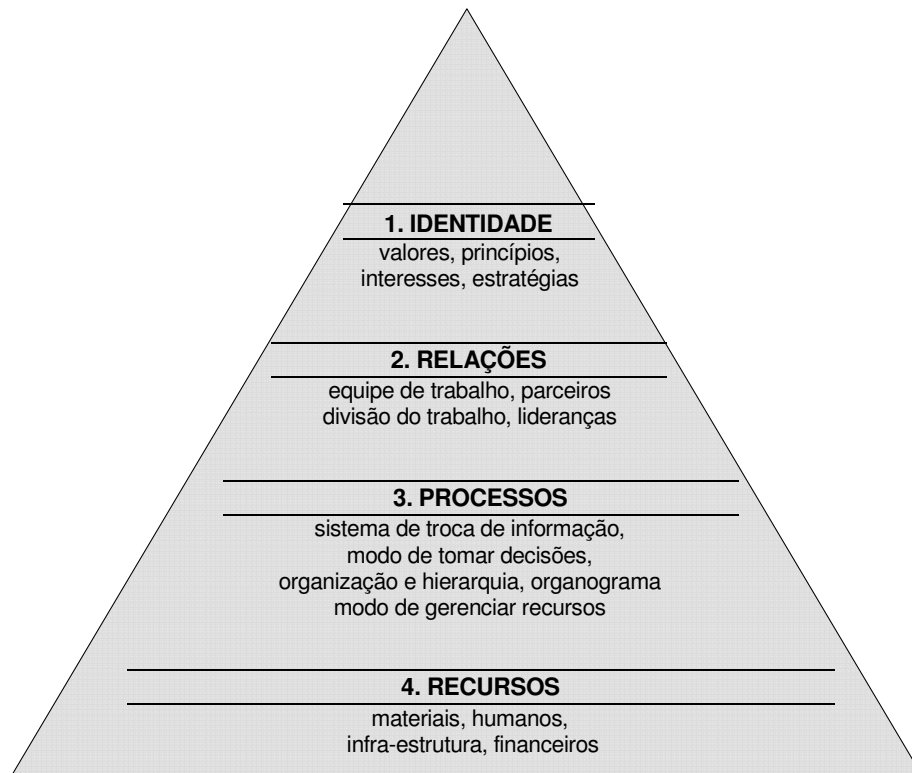 1. IDENTIDADE
valores, princípios,
interesses, estratégias
2. RELAÇÕES
equipe de trabalho, parceiros
divisão do trabalho, lideranças
3. PROCESSOS
sistema de troca de informação,
modo de tomar decisões,
organização e hierarquia, organograma
modo de gerenciar recursos
4. RECURSOS
materiais, humanos,
infra-estrutura, financeiros